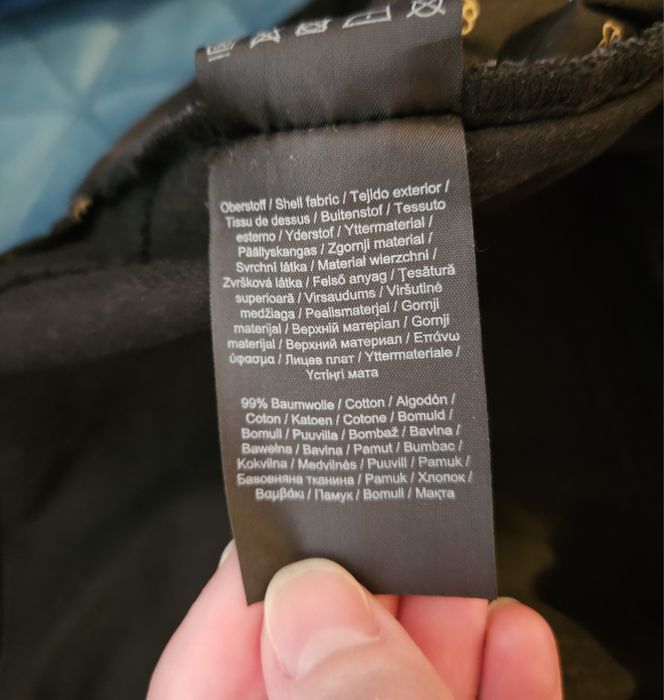 Oberstoff / Shell fabric / Tejido exterior /
Tissu de dessus / Buitenstof / Tessuto
esterno / Yderstof / Yttermaterial /
Päällyskangas / Zgornji material /
Svrchní látka / Materiał wierzchni /
Zvršková látka / Felső anyag / Țesătură
superioară / Virsaudums / Viršutinė
medžiaga / Pealismaterjal / Gornji
materijal / Верхній матеріал / Gornji
materijal / Верхний материал / Επάνω
ύφασμα / Лицев плат / Yttermateriale /
Үстіңгі мата
99% Baumwolle / Cotton / Algodón /
Coton / Katoen / Cotone / Bomuld /
Bomull / Puuvilla / Bombaž / Bavlna /
Bawełna / Bavlna / Pamut / Bumbac /
Kokvilna / Medvilnės / Puuvill / Pamuk /
Бавовняна тканина / Pamuk / Хлопок /
Βαμβάκι / Памук / Bomull / Мақта